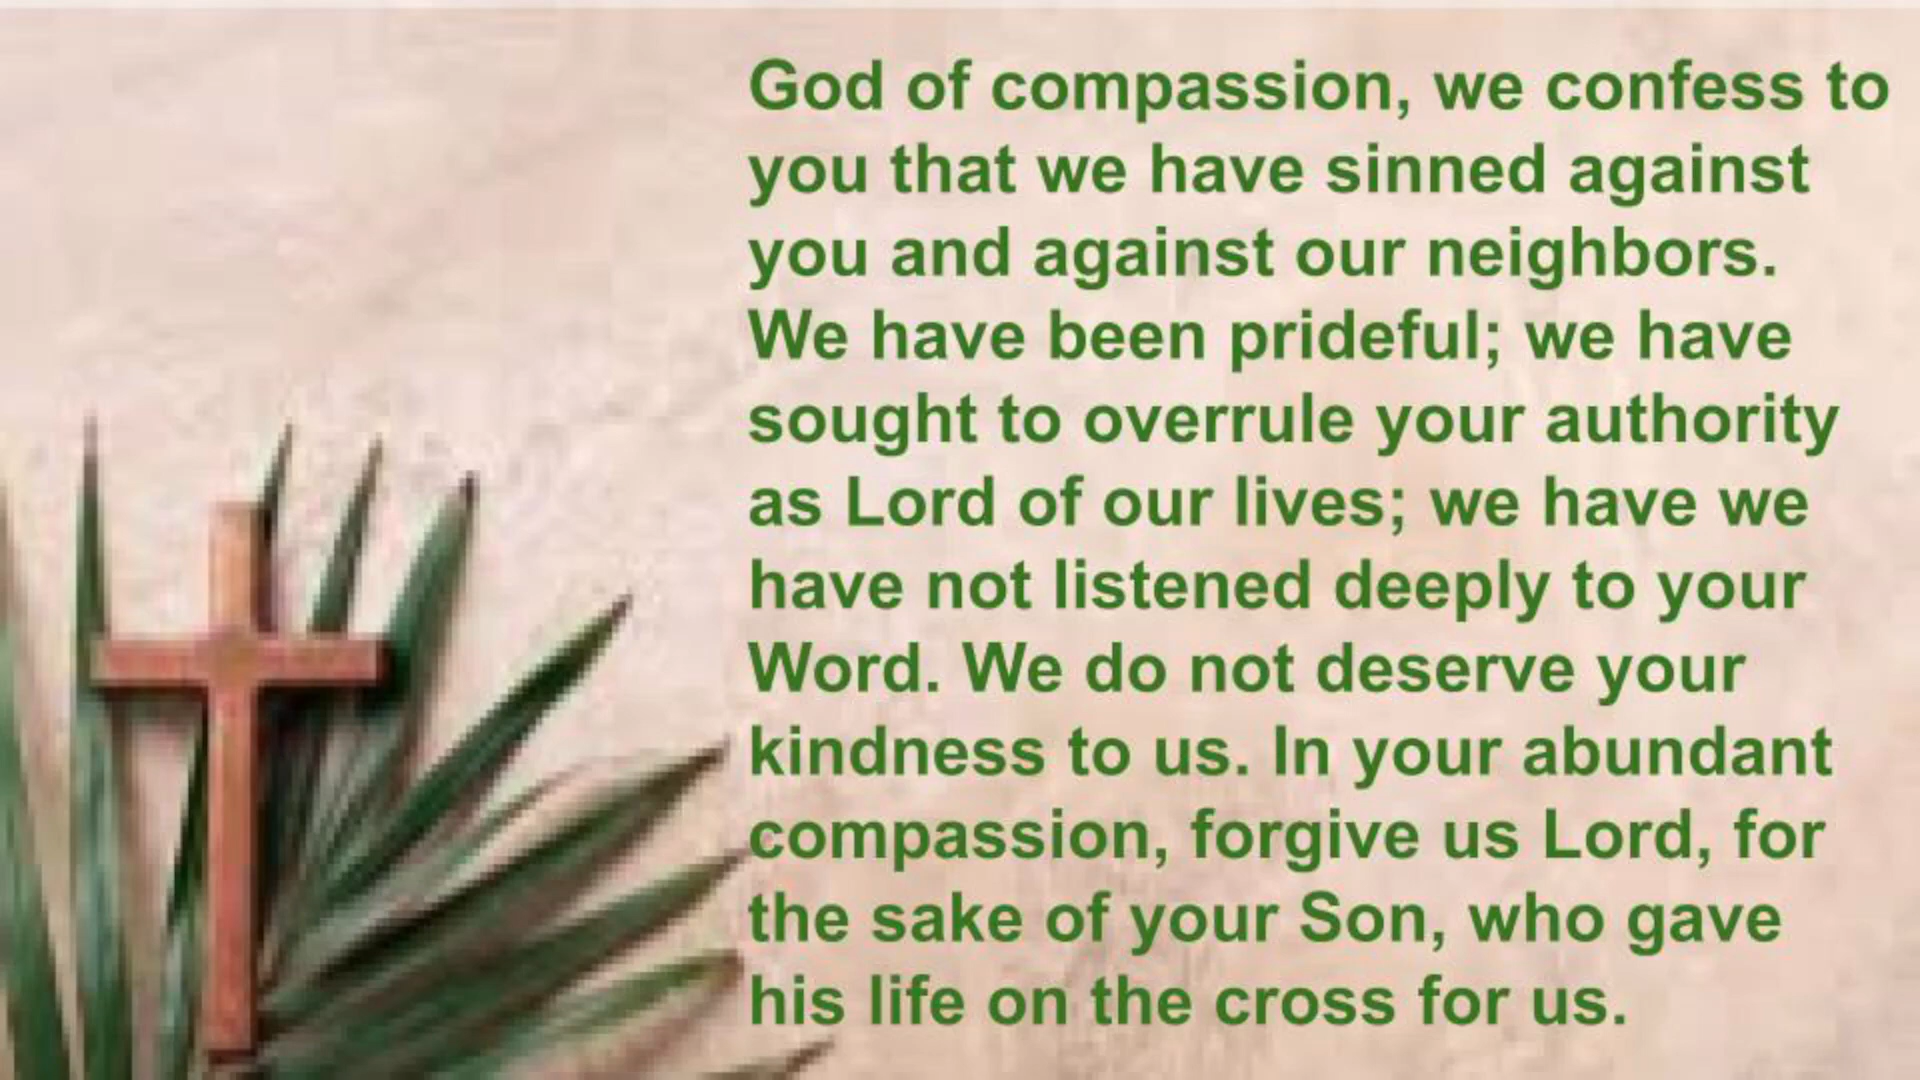 God of compassion, we confess to
you that we have sinned against
you and against our neighbors.
We have been prideful; we have
sought to overrule your authority
as Lord of our lives; we have we
have not listened deeply to your
Word. We do not deserve your
kindness to us. In your abundant
compassion, forgive us Lord, for
the sake of your Son, who gave
his life on the cross for us.